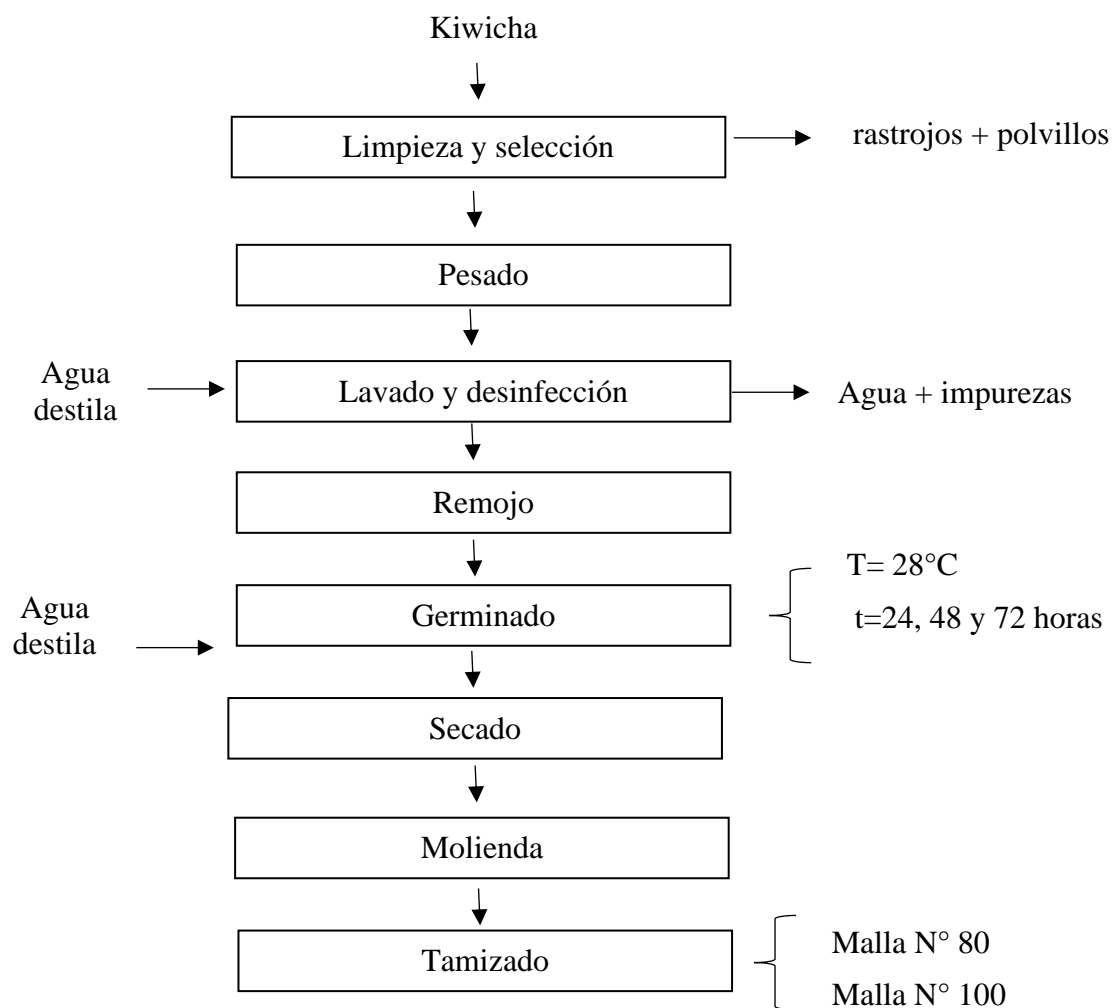 Kiwicha
Limpieza y selección
rastrojos + polvillos
Pesado
Agua
destila
Lavado y desinfección
Agua + impurezas
Remojo
Agua
destila
Germinado
T= 28°C
t=24, 48 y 72 horas
Secado
Molienda
Tamizado
Malla N° 80
Malla N° 100